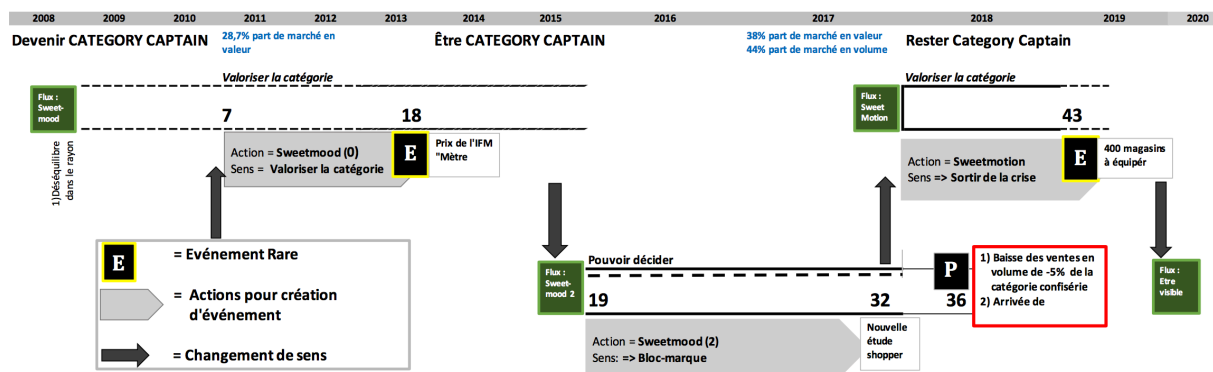 2008 2009 2010 2011 2012 2013 2014 2015 2016 2017 2018 2019 2020
Devenir CATEGORY CAPTAIN
28,7% part de marché en
valeur
Être CATEGORY CAPTAIN
38% part de marché en valeur
44% part de marché en volume
Rester Category Captain
Valoriser la catégorie
Valoriser la catégorie
Flux :
Sweet-
mood
7
18
Flux :
Sweet
Motion
43
1)Déséquilibre
dans le rayon
Action = Sweetmood (0)
Sens = Valoriser la catégorie
E
Prix de l'IFM
"Mètre
Action = Sweetmotion
Sens => Sortir de la crise
E
400 magasins
à équipér
E
= Evénement Rare
= Actions pour création
d'événement
= Changement de sens
Pouvoir décider
Flux :
Sweet-
mood 2
19
32
P
36
1) Baisse des ventes en
volume de -5% de la
catégorie confisérie
2) Arrivée de
Flux :
Etre
visible
Action = Sweetmood (2)
Sens: => Bloc-marque
Nouvelle
étude
shopper